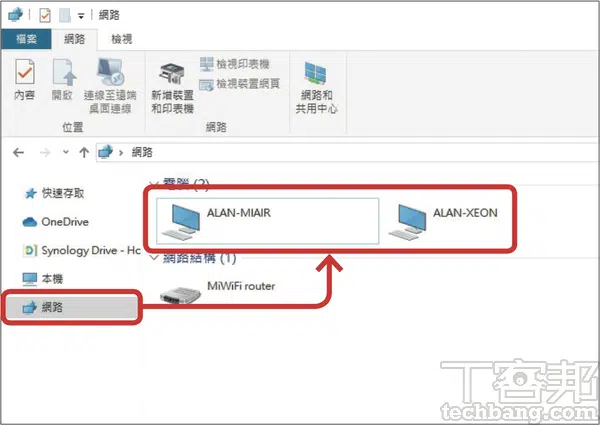 網路
檔案 網路 檢視
內容 開啟 連線至遠端
桌面連線
新增裝置
和印表機
檢視印表機
檢視裝置網頁
網路和
共用中心
位置 網路
網路
快速存取
OneDrive
Synology Drive - Hc
本機
網路
電腦 (2)
ALAN-MIAIR ALAN-XEON
網路結構 (1)
MiWiFi router
T客邦
techbang.com